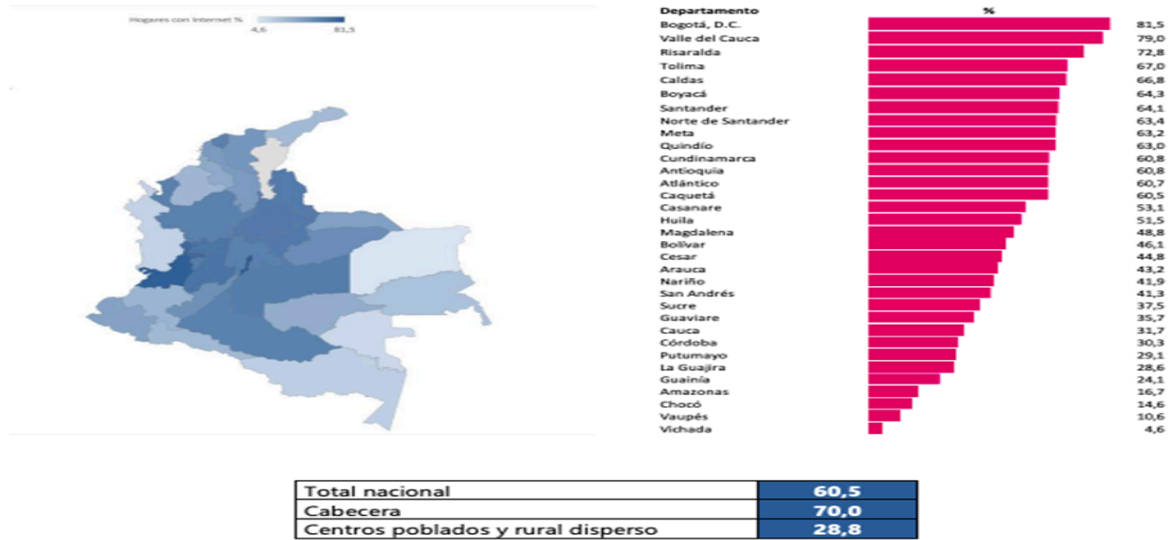 Hogares con Internet %
4,6 81,5
Departamento %
Bogotá, D.C. 81,5
Valle del Cauca 79,0
Risaralda 72,8
Tolima 67,0
Caldas 66,8
Boyacá 64,3
Santander 64,1
Norte de Santander 63,4
Meta 63,2
Quindío 63,0
Cundinamarca 60,8
Antioquia 60,8
Atlántico 60,7
Caquetá 60,5
Casanare 53,1
Huila 51,5
Magdalena 48,8
Bolívar 46,1
Cesar 44,8
Arauca 43,2
Nariño 41,9
San Andrés 41,3
Sucre 37,5
Guaviare 35,7
Cauca 31,7
Córdoba 30,3
Putumayo 29,1
La Guajira 28,6
Guainía 24,1
Amazonas 16,7
Chocó 14,6
Vaupés 10,6
Vichada 4,6
Total nacional 60,5
Cabecera 70,0
Centros poblados y rural disperso 28,8